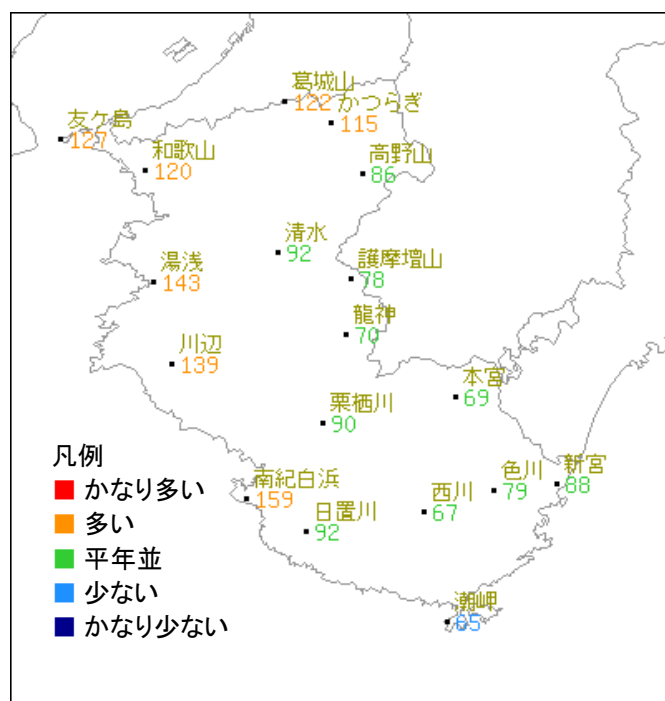 葛城山
122
かつらぎ
115
友ケ島
127
和歌山
120
高野山
86
清水
92
護摩壇山
78
湯浅
143
龍神
70
川辺
139
本宮
69
栗栖川
90
凡例
かなり多い
多い
平年並
少ない
かなり少ない
南紀白浜
159
日置川
92
西川
67
色川
79
新宮
88
潮岬
65